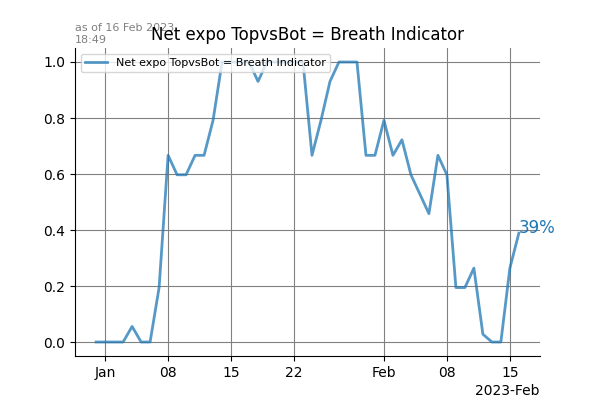 as of 16 Feb 2023
18:49
Net expo TopvsBot = Breath Indicator
Net expo TopvsBot = Breath Indicator
1.0
0.8
0.6
0.4
0.2
0.0
39%
Jan 08 15 22 Feb 08 15
2023-Feb